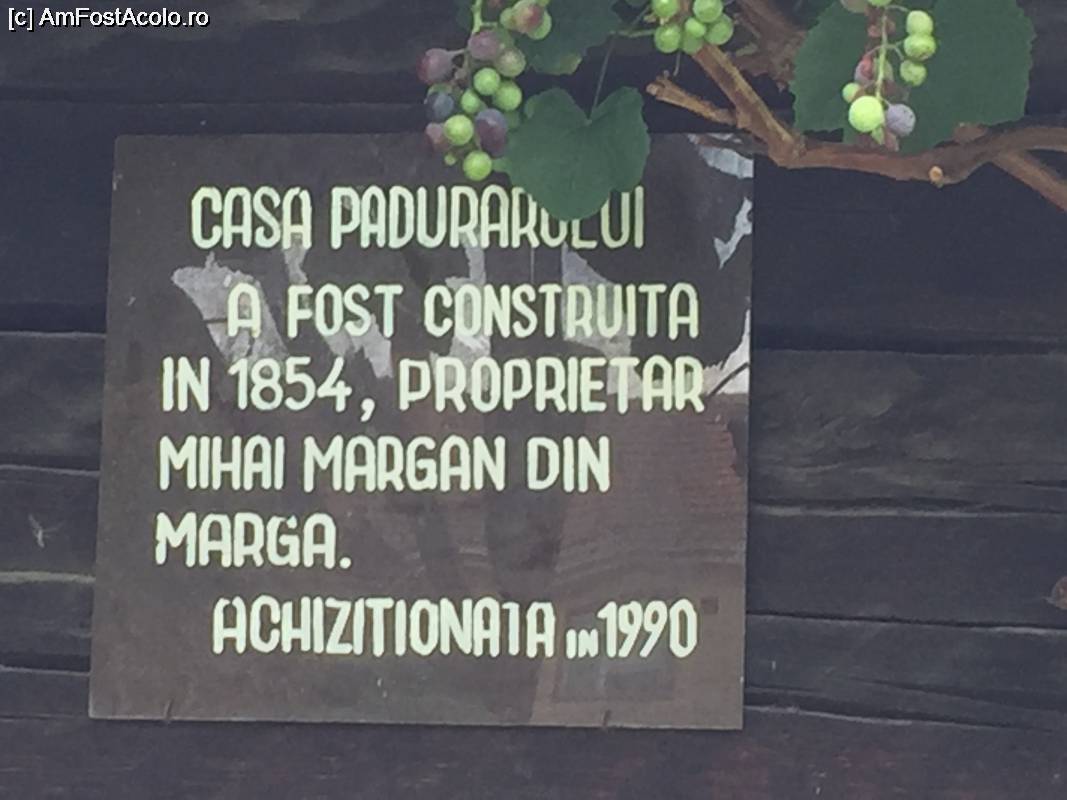 [c] AmFostAcolo.ro
CASA PADURARULUI
A FOST CONSTRUITA
IN 1854, PROPRIETAR
MIHAI MARGAN DIN
MARGA.
ACHIZITIONATA IN 1990